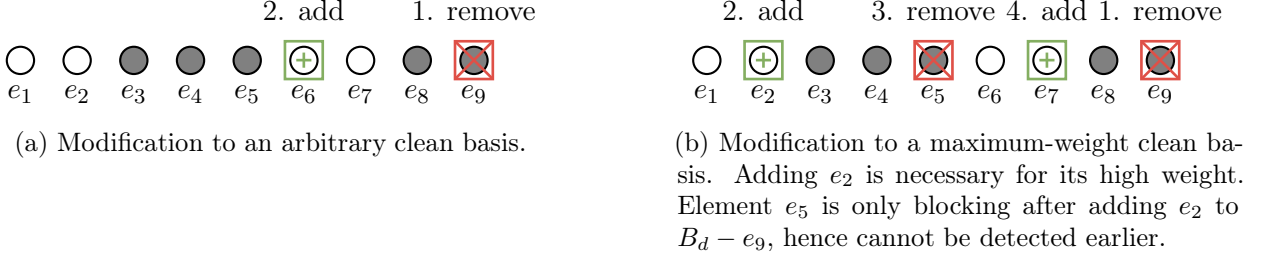 2. add 1. remove
e1 e2 e3 e4 e5 e6 e7 e8 e9
(a) Modification to an arbitrary clean basis.
2. add 3. remove 4. add 1. remove
e1 e2 e3 e4 e5 e6 e7 e8 e9
(b) Modification to a maximum-weight clean ba-
sis. Adding e2 is necessary for its high weight.
Element e5 is only blocking after adding e2 to
Bd − e9, hence cannot be detected earlier.